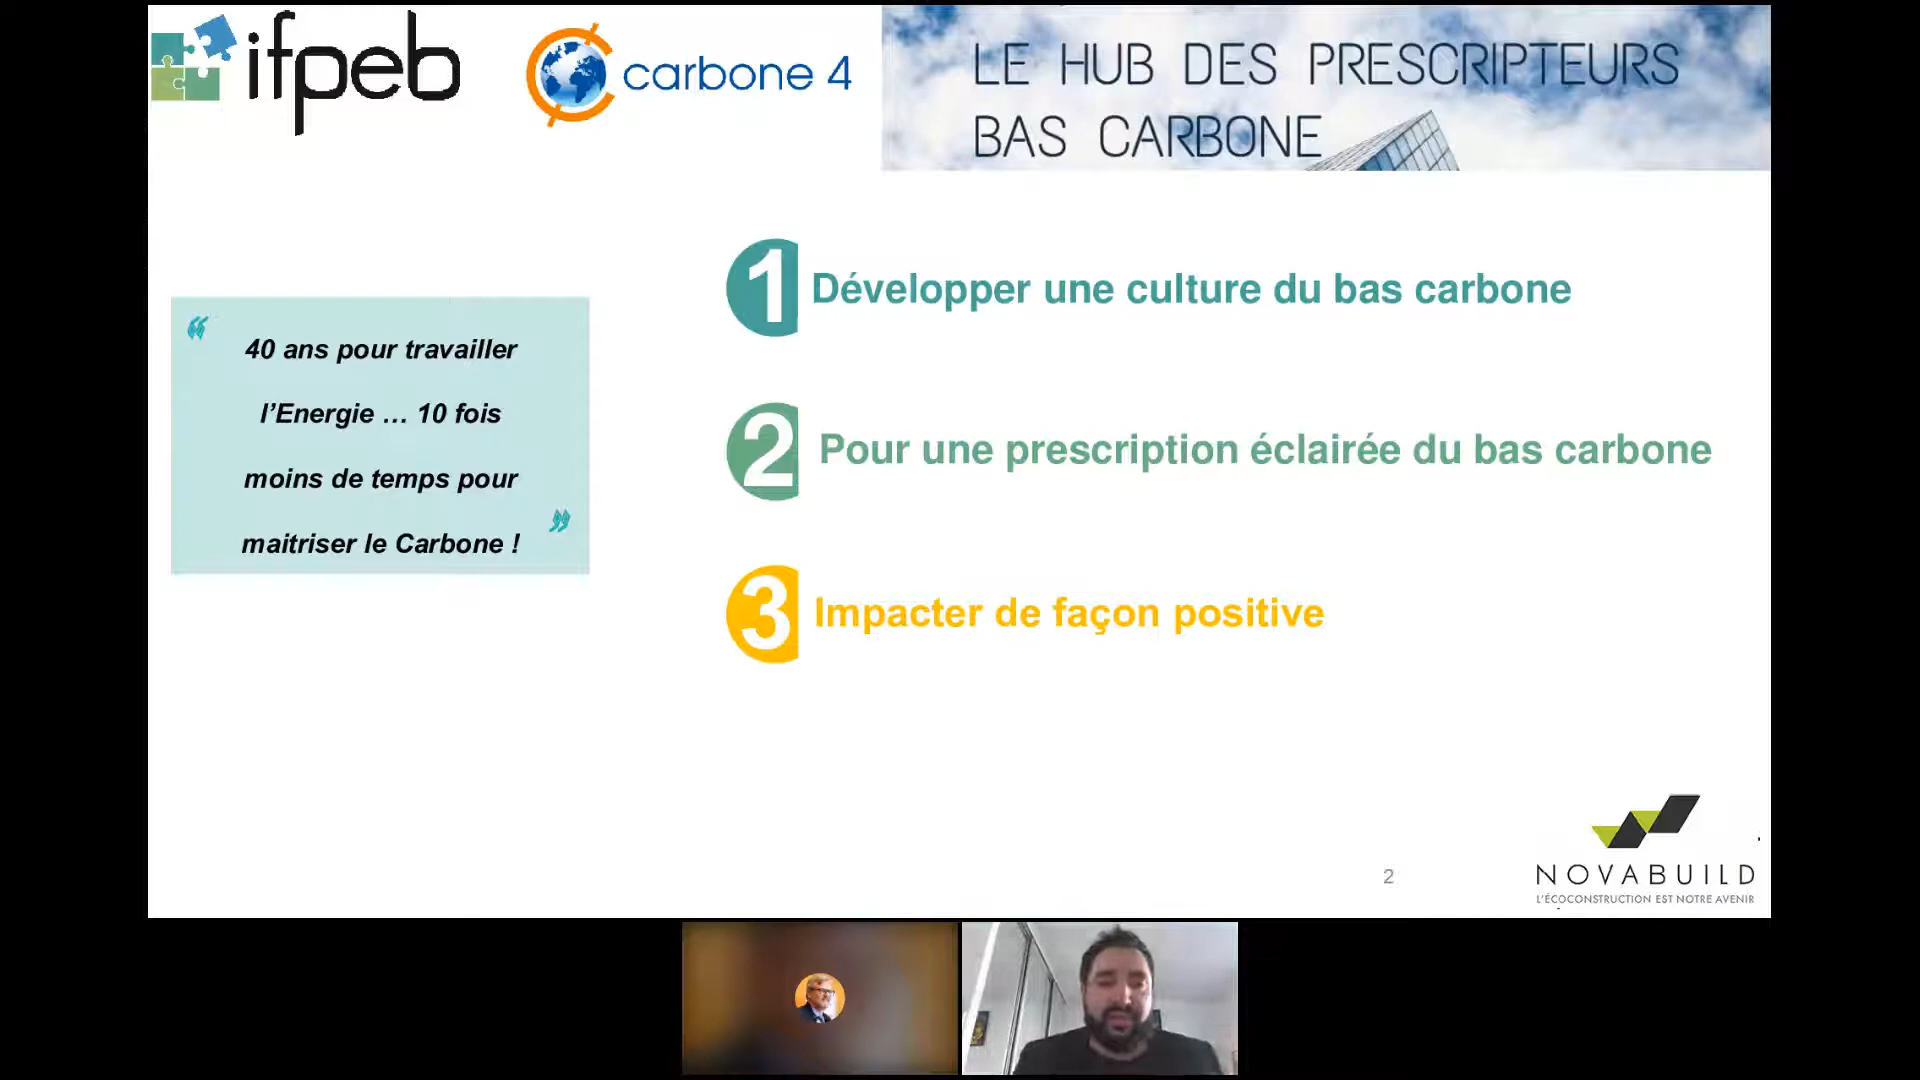 ifpeb
carbone 4
LE HUB DES PRESCRIPTEURS
BAS CARBONE
“
40 ans pour travailler
l’Energie … 10 fois
moins de temps pour
maitriser le Carbone !
”
1 Développer une culture du bas carbone
2 Pour une prescription éclairée du bas carbone
3 Impacter de façon positive
2
NOVABUILD
L'ÉCOCONSTRUCTION EST NOTRE AVENIR